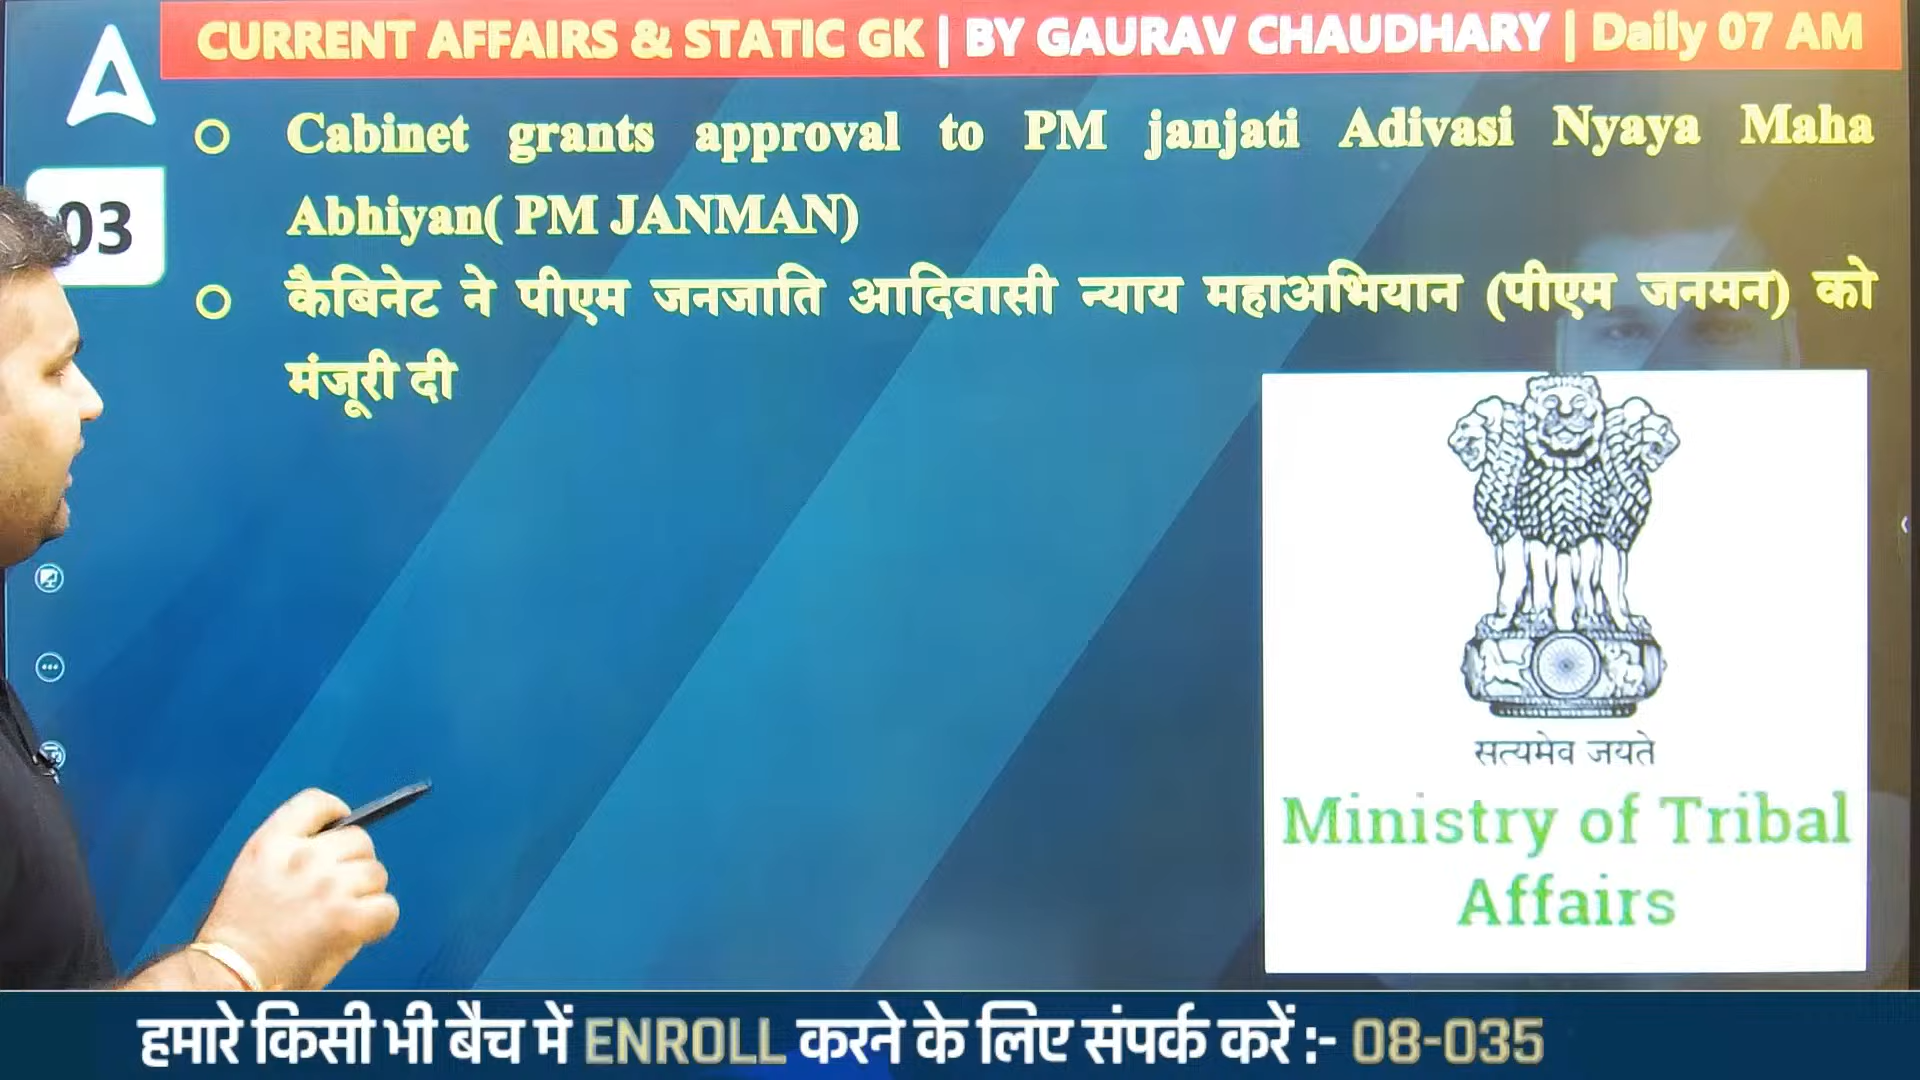 CURRENT AFFAIRS & STATIC GK | BY GAURAV CHAUDHARY | Daily 07 AM
03
Cabinet grants approval to PM janjati Adivasi Nyaya Maha
Abhiyan( PM JANMAN)
कैबिनेट ने पीएम जनजाति आदिवासी न्याय महाअभियान (पीएम जनमन) को
मंजूरी दी
सत्यमेव जयते
Ministry of Tribal
Affairs
हमारे किसी भी बैच में ENROLL करने के लिए संपर्क करें :- 08-035